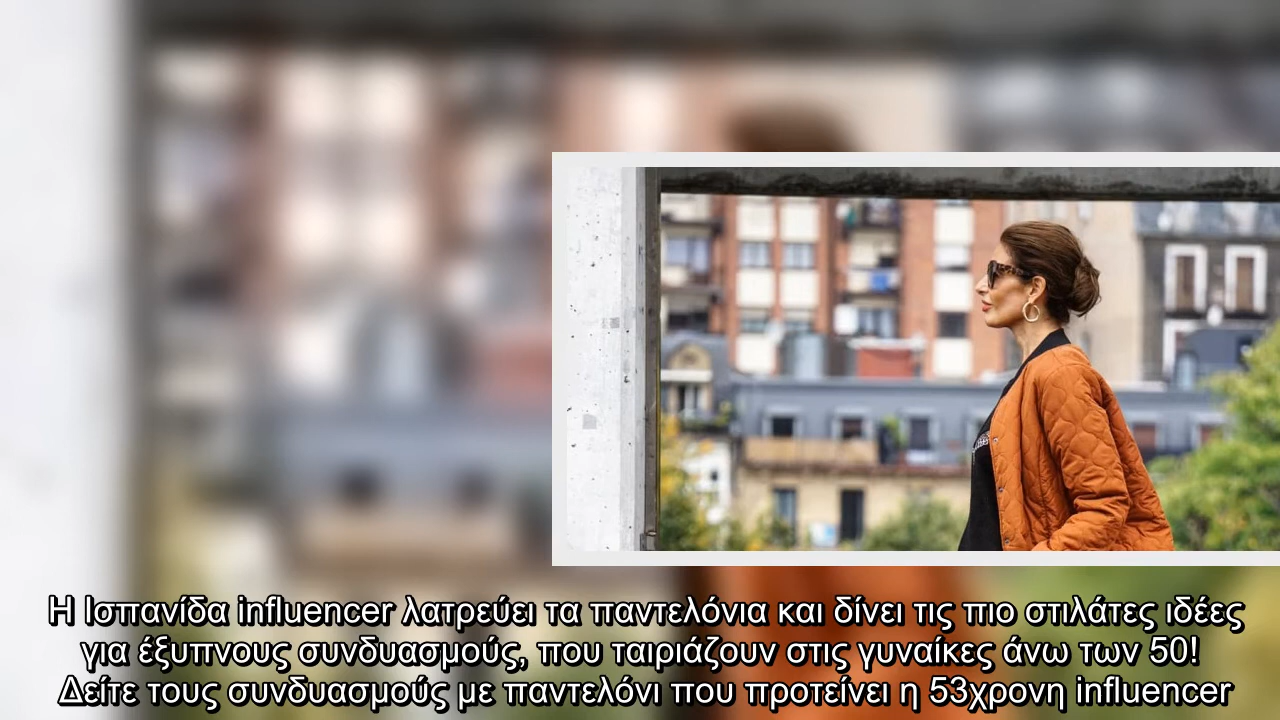 Η Ισπανίδα influencer λατρεύει τα παντελόνια και δίνει τις πιο στιλάτες ιδέες
για έξυπνους συνδυασμούς, που ταιριάζουν στις γυναίκες άνω των 50!
Δείτε τους συνδυασμούς με παντελόνι που προτείνει η 53χρονη influencer